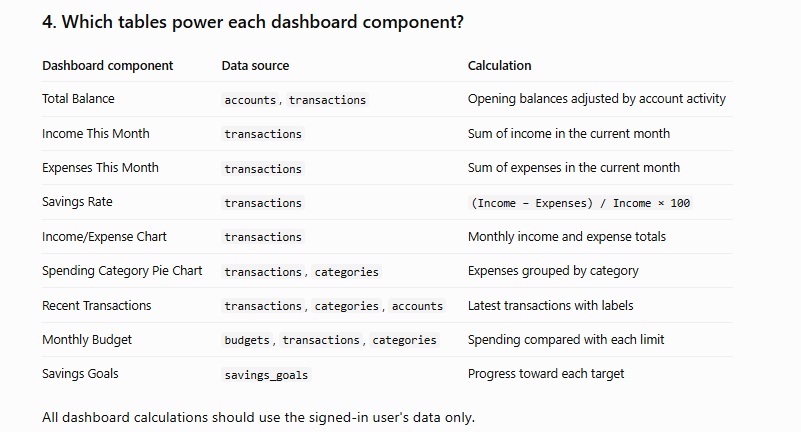 4. Which tables power each dashboard component?
Dashboard component Data source Calculation
Total Balance accounts, transactions Opening balances adjusted by account activity
Income This Month transactions Sum of income in the current month
Expenses This Month transactions Sum of expenses in the current month
Savings Rate transactions (Income − Expenses) / Income × 100
Income/Expense Chart transactions Monthly income and expense totals
Spending Category Pie Chart transactions, categories Expenses grouped by category
Recent Transactions transactions, categories, accounts Latest transactions with labels
Monthly Budget budgets, transactions, categories Spending compared with each limit
Savings Goals savings_goals Progress toward each target
All dashboard calculations should use the signed-in user's data only.